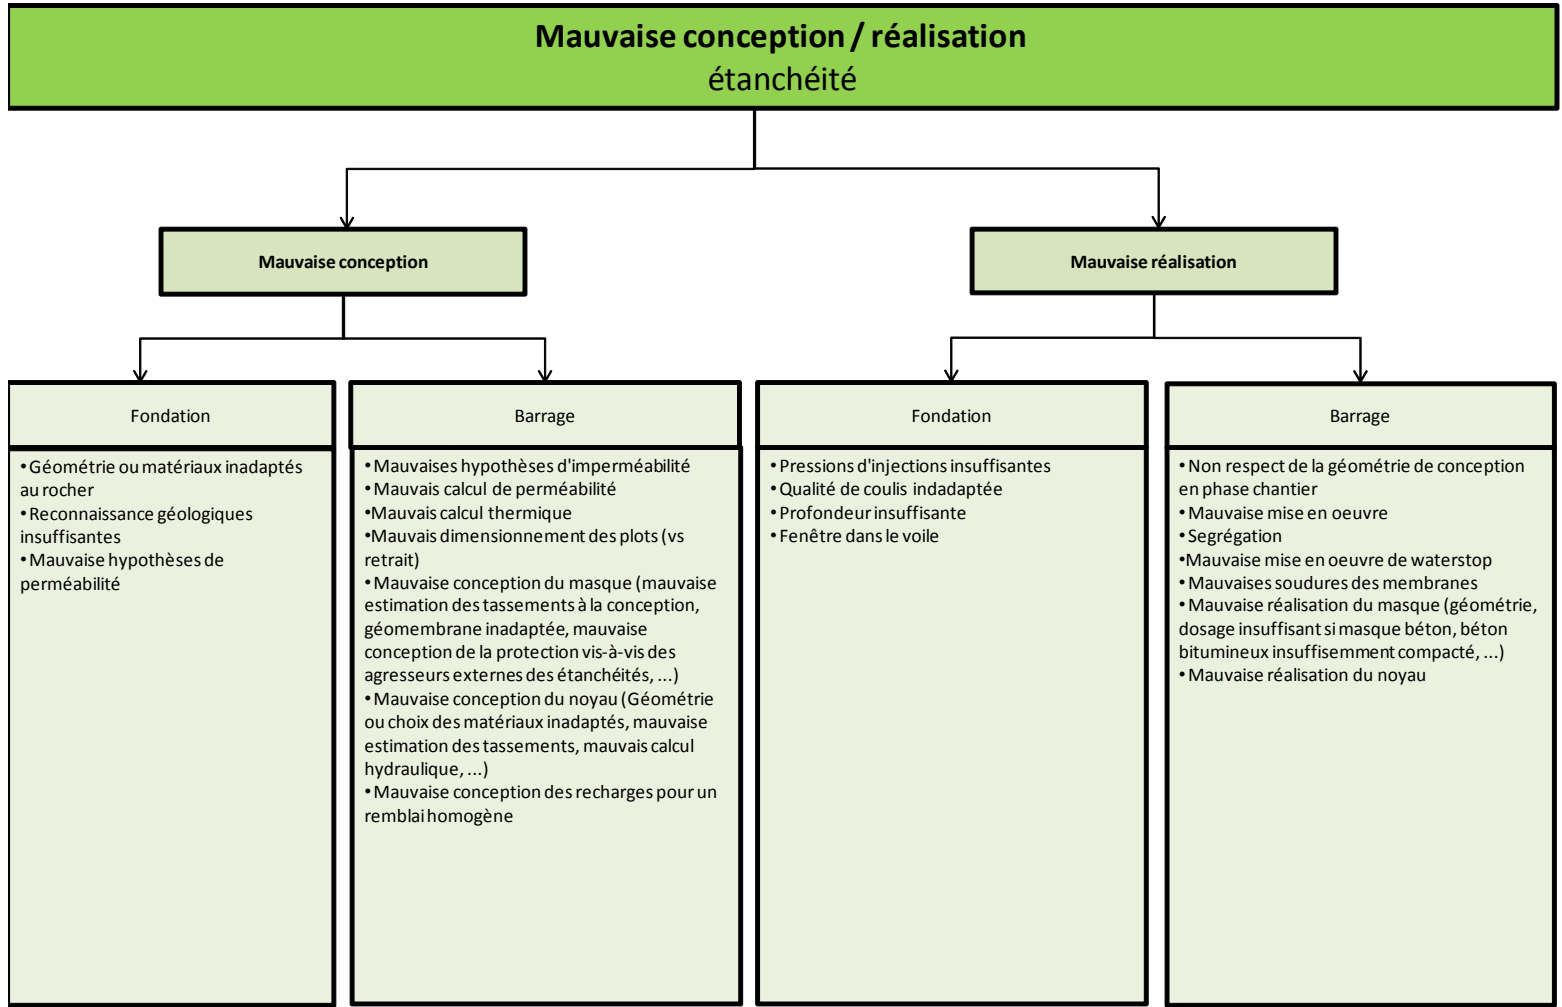 Mauvaise conception / réalisation
étanchéité
Mauvaise conception
Mauvaise réalisation
Fondation
• Géométrie ou matériaux inadaptés
au rocher
• Reconnaissance géologiques
insuffisantes
• Mauvaise hypothèses de
perméabilité
Barrage
• Mauvaises hypothèses d'imperméabilité
• Mauvais calcul de perméabilité
• Mauvais calcul thermique
• Mauvais dimensionnement des plots (vs
retrait)
• Mauvaise conception du masque (mauvaise
estimation des tassements à la conception,
géomembrane inadaptée, mauvaise
conception de la protection vis-à-vis des
agresseurs externes des étanchéités, ...)
• Mauvaise conception du noyau (Géométrie
ou choix des matériaux inadaptés, mauvaise
estimation des tassements, mauvais calcul
hydraulique, ...)
• Mauvaise conception des recharges pour un
remblai homogène
Fondation
• Pressions d'injections insuffisantes
• Qualité de coulis indadaptée
• Profondeur insuffisante
• Fenêtre dans le voile
Barrage
• Non respect de la géométrie de conception
en phase chantier
• Mauvaise mise en oeuvre
• Segrégation
• Mauvaise mise en oeuvre de waterstop
• Mauvaises soudures des membranes
• Mauvaise réalisation du masque (géométrie,
dosage insuffisant si masque béton, béton
bitumineux insuffisemment compacté, ...)
• Mauvaise réalisation du noyau